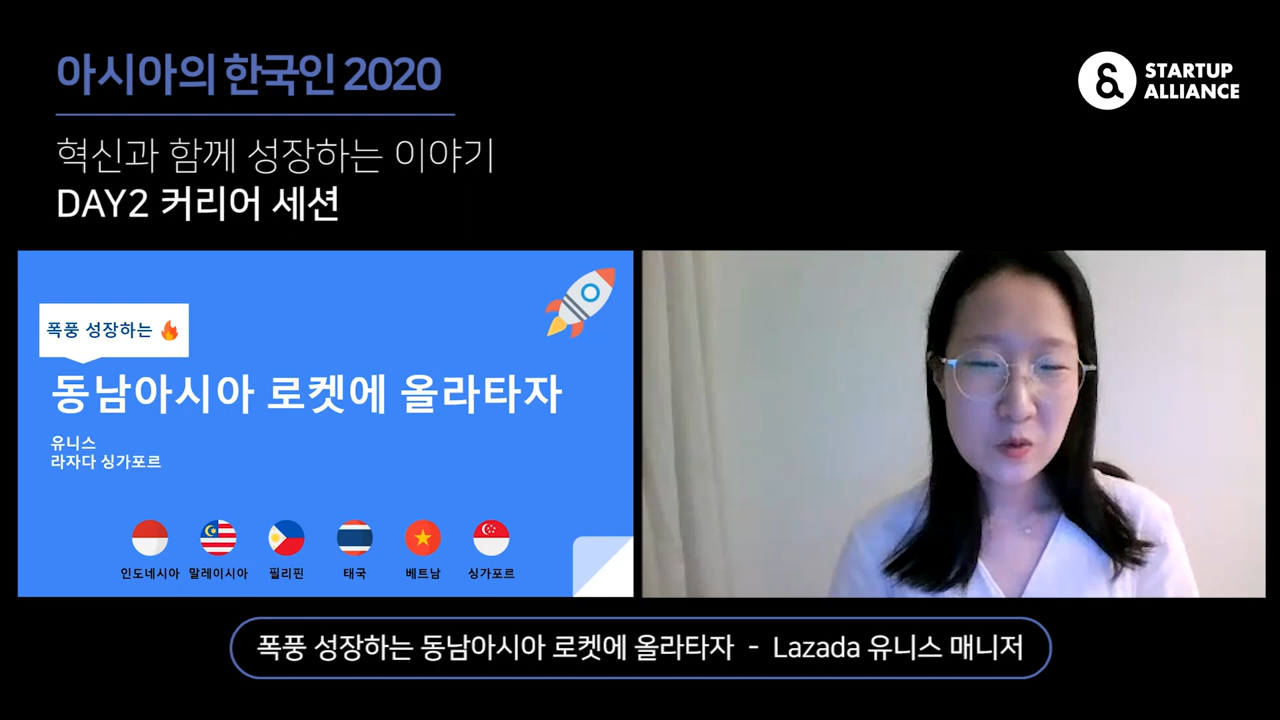 아시아의 한국인 2020
STARTUP
ALLIANCE
혁신과 함께 성장하는 이야기
DAY2 커리어 세션
폭풍 성장하는
동남아시아 로켓에 올라타자
유니스
라자다 싱가포르
인도네시아 말레이시아 필리핀 태국 베트남 싱가포르
폭풍 성장하는 동남아시아 로켓에 올라타자 - Lazada 유니스 매니저